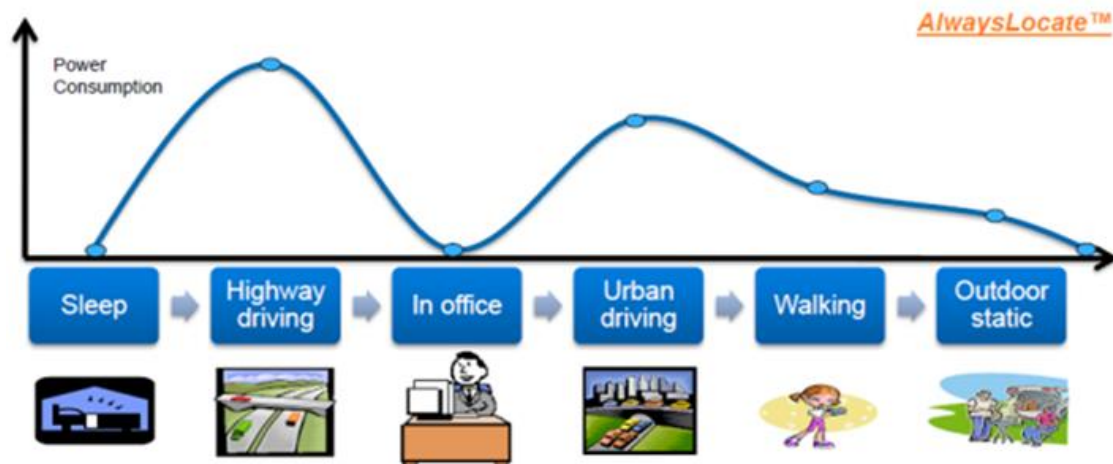 AlwaysLocate™
Power
Consumption
Sleep
Highway
driving
In office
Urban
driving
Walking
Outdoor
static